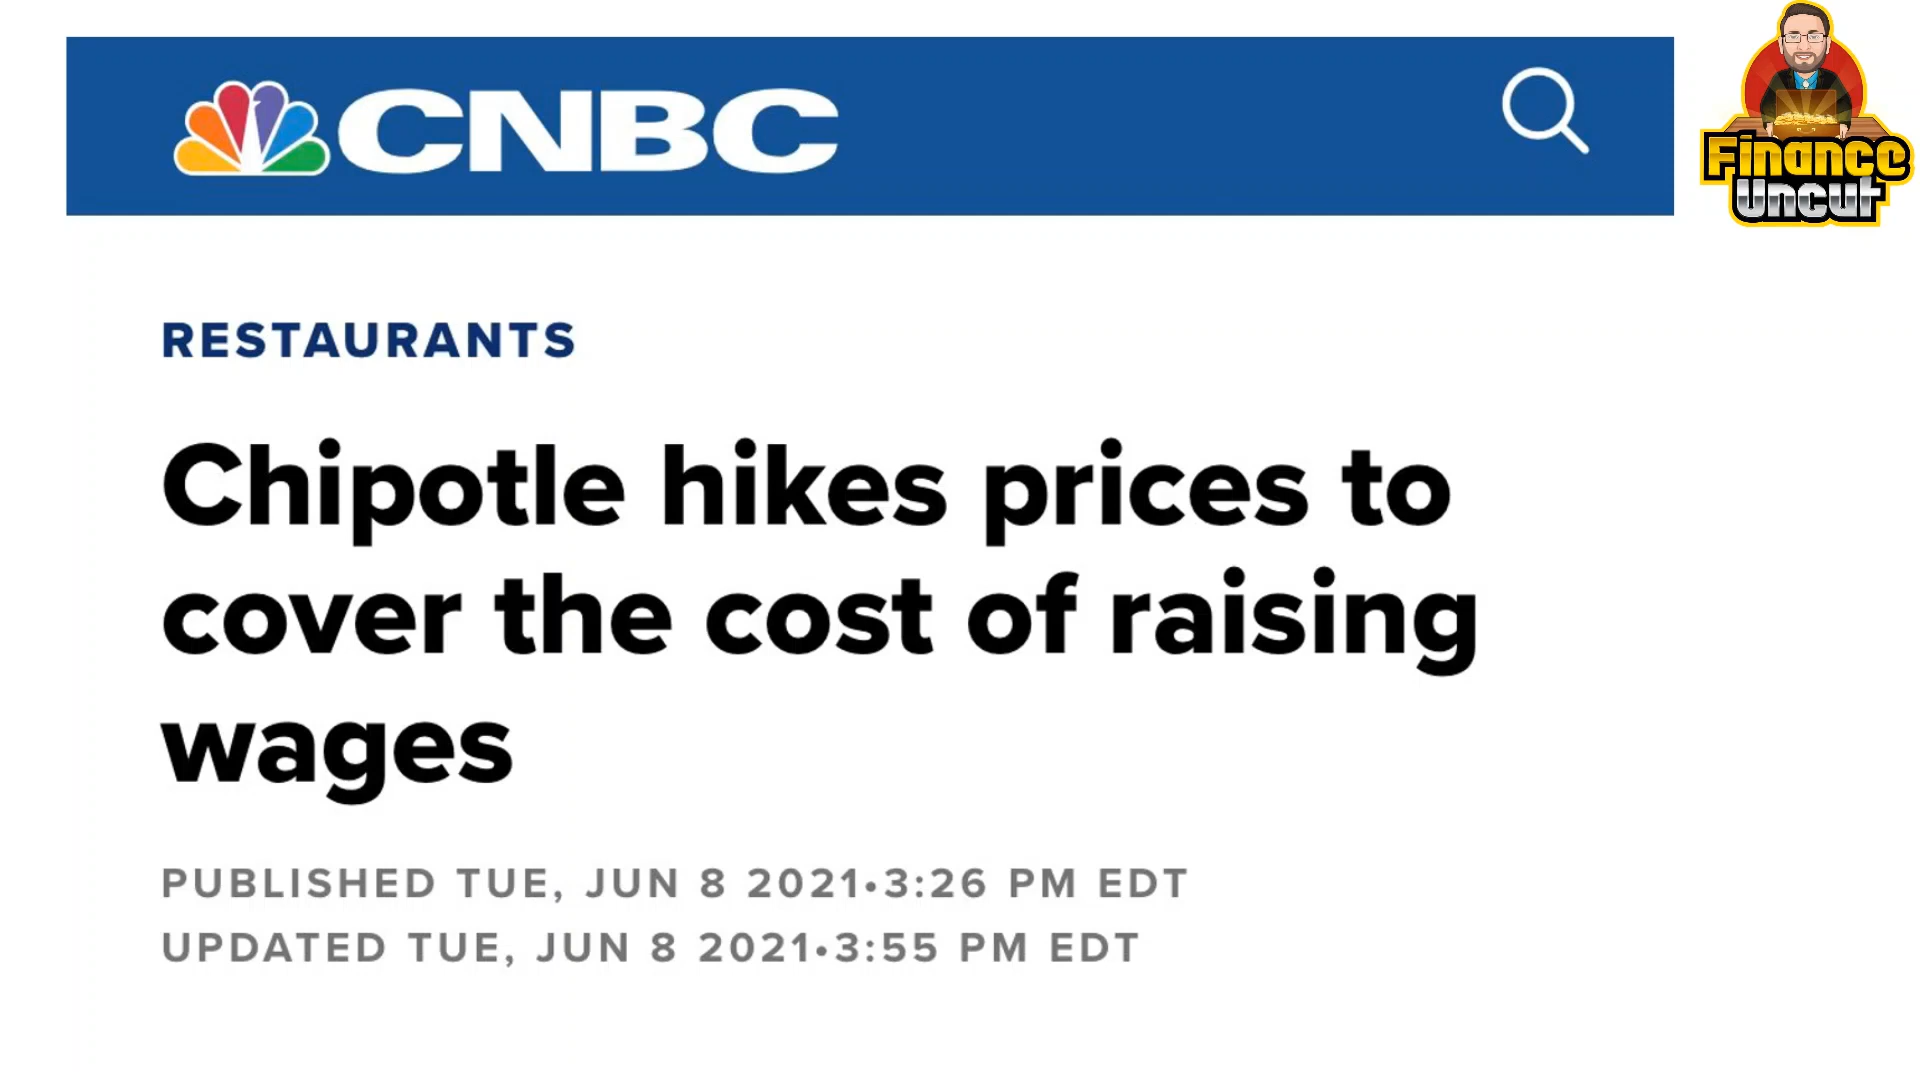 CNBC
Finance
Uncut
RESTAURANTS
Chipotle hikes prices to
cover the cost of raising
wages
PUBLISHED TUE, JUN 8 2021•3:26 PM EDT
UPDATED TUE, JUN 8 2021•3:55 PM EDT